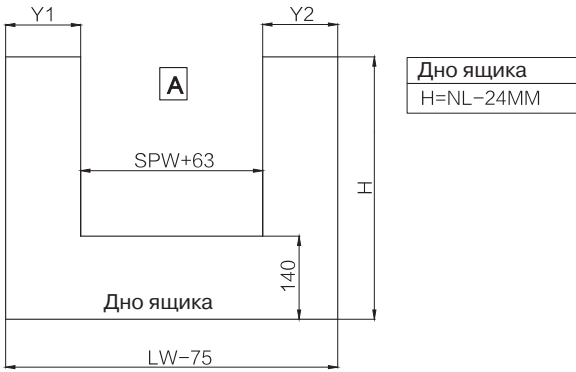 Y1
Y2
A
Дно ящика
H=NL-24MM
SPW+63
H
140
Дно ящика
LW-75